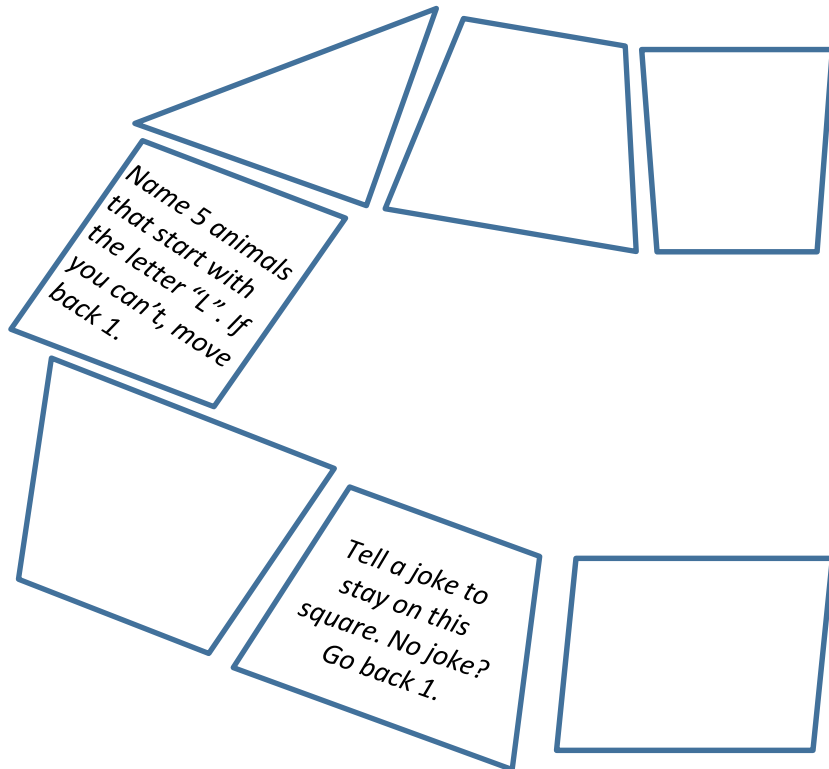 Name 5 animals
that start with
the letter “L”. If
you can’t, move
back 1.
Tell a joke to
stay on this
square. No joke?
Go back 1.